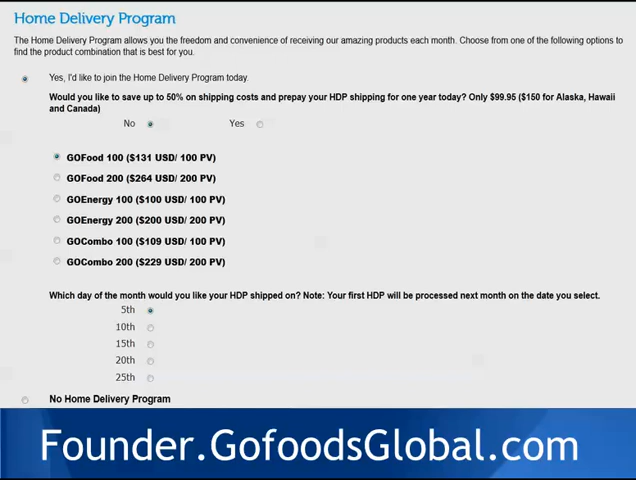 Home Delivery Program
The Home Delivery Program allows you the freedom and convenience of receiving our amazing products each month. Choose from one of the following options to
find the product combination that is best for you.
Yes, I'd like to join the Home Delivery Program today.
Would you like to save up to 50% on shipping costs and prepay your HDP shipping for one year today? Only $99.95 ($150 for Alaska, Hawaii
and Canada)
No Yes
GOFood 100 ($131 USD/ 100 PV)
GOFood 200 ($264 USD/ 200 PV)
GOEnergy 100 ($100 USD/ 100 PV)
GOEnergy 200 ($200 USD/ 200 PV)
GOCombo 100 ($109 USD/ 100 PV)
GOCombo 200 ($229 USD/ 200 PV)
Which day of the month would you like your HDP shipped on? Note: Your first HDP will be processed next month on the date you select.
5th
10th
15th
20th
25th
No Home Delivery Program
Founder.GofoodsGlobal.com